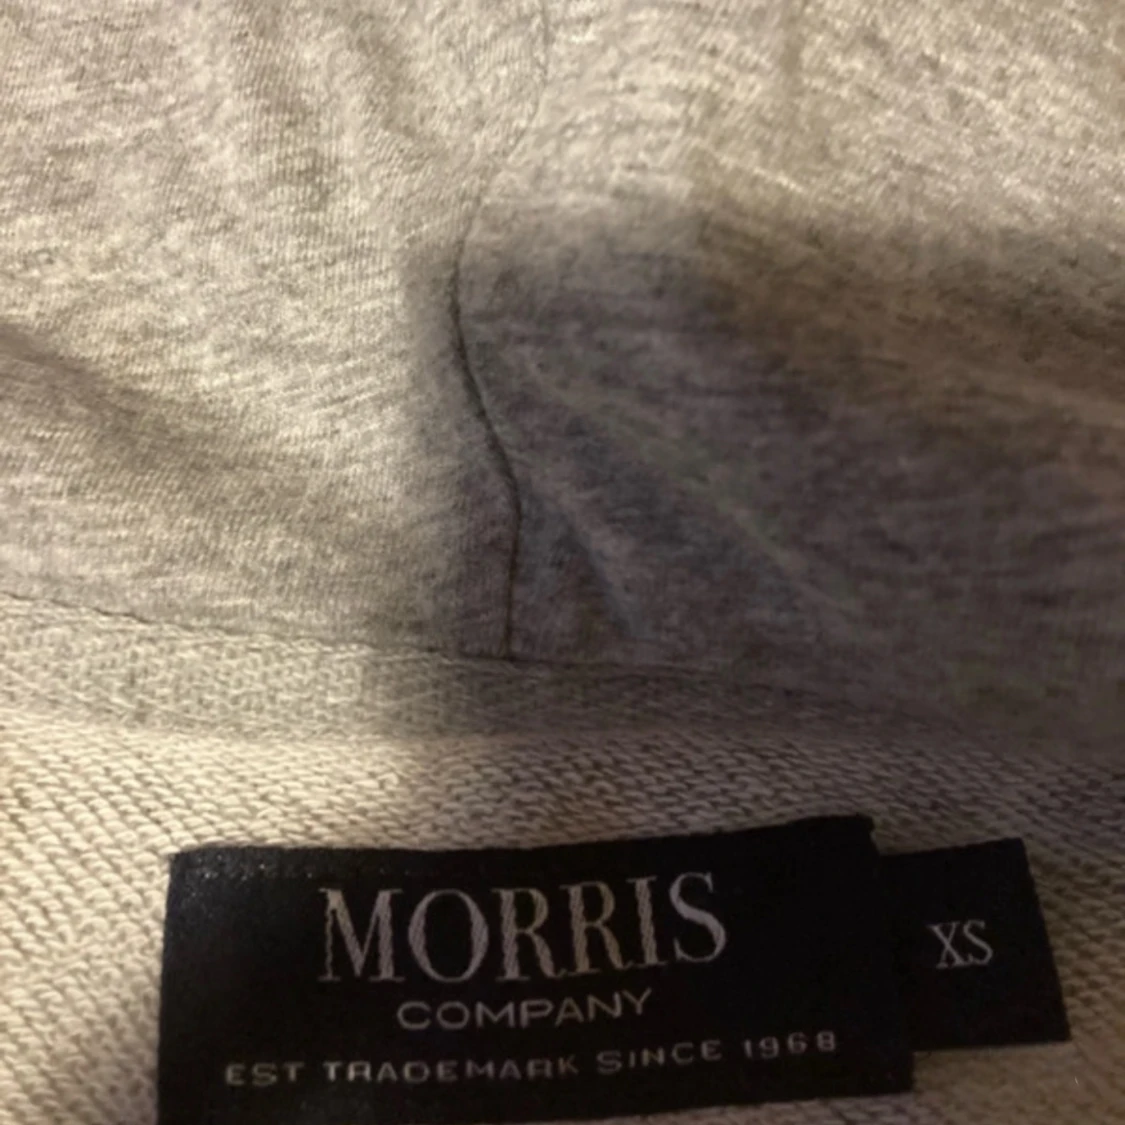 MORRIS
COMPANY
EST TRADEMARK SINCE 1968
XS